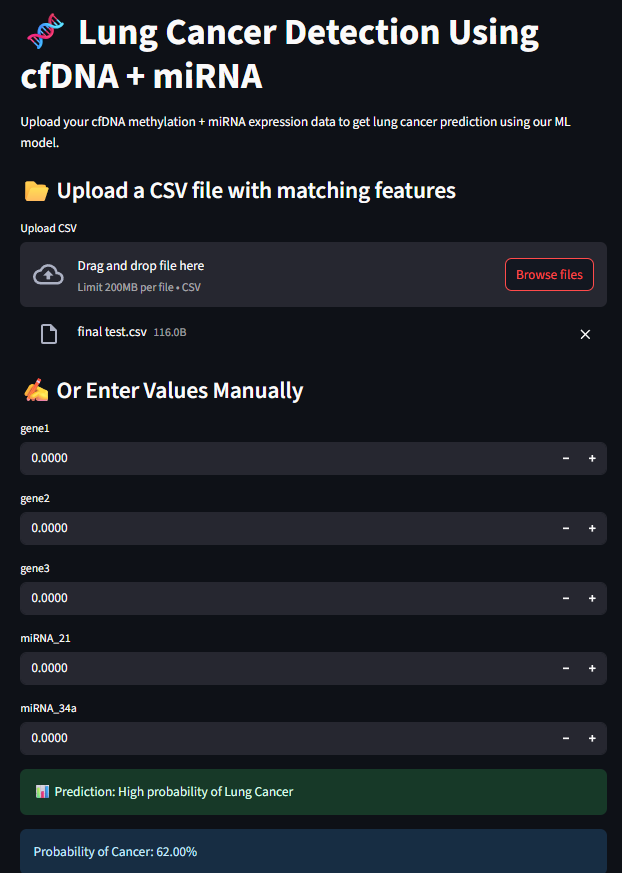 Lung Cancer Detection Using
cfDNA + miRNA
Upload your cfDNA methylation + miRNA expression data to get lung cancer prediction using our ML
model.
Upload a CSV file with matching features
Upload CSV
Drag and drop file here
Limit 200MB per file • CSV
Browse files
final test.csv 116.0B
Or Enter Values Manually
gene1
0.0000
gene2
0.0000
gene3
0.0000
miRNA_21
0.0000
miRNA_34a
0.0000
Prediction: High probability of Lung Cancer
Probability of Cancer: 62.00%